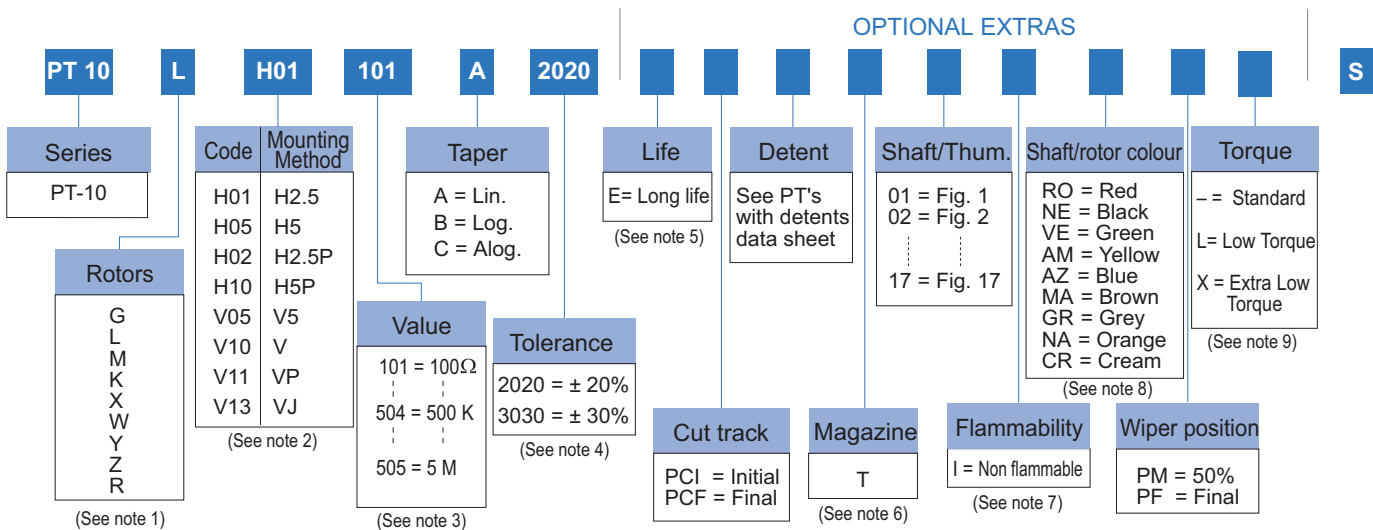 OPTIONAL EXTRAS
PT 10 L H01 101 A 2020 S
Series
PT-10
Rotors
G
L
M
K
X
W
Y
Z
R
(See note 1)
Code Mounting Method
H01 H2.5
H05 H5
H02 H2.5P
H10 H5P
V05 V5
V10 V
V11 VP
V13 VJ
(See note 2)
Value
101 = 100Ω
504 = 500 K
505 = 5 M
(See note 3)
Taper
A = Lin.
B = Log.
C = Alog.
Tolerance
2020 = ± 20%
3030 = ± 30%
(See note 4)
Life
E= Long life
(See note 5)
Cut track
PCI = Initial
PCF = Final
Detent
See PT's
with detents
data sheet
Magazine
T
(See note 6)
Shaft/Thum.
01 = Fig. 1
02 = Fig. 2
17 = Fig. 17
Flammability
I = Non flammable
(See note 7)
Shaft/rotor colour
RO = Red
NE = Black
VE = Green
AM = Yellow
AZ = Blue
MA = Brown
GR = Grey
NA = Orange
CR = Cream
(See note 8)
Wiper position
PM = 50%
PF = Final
Torque
– = Standard
L= Low Torque
X = Extra Low
Torque
(See note 9)